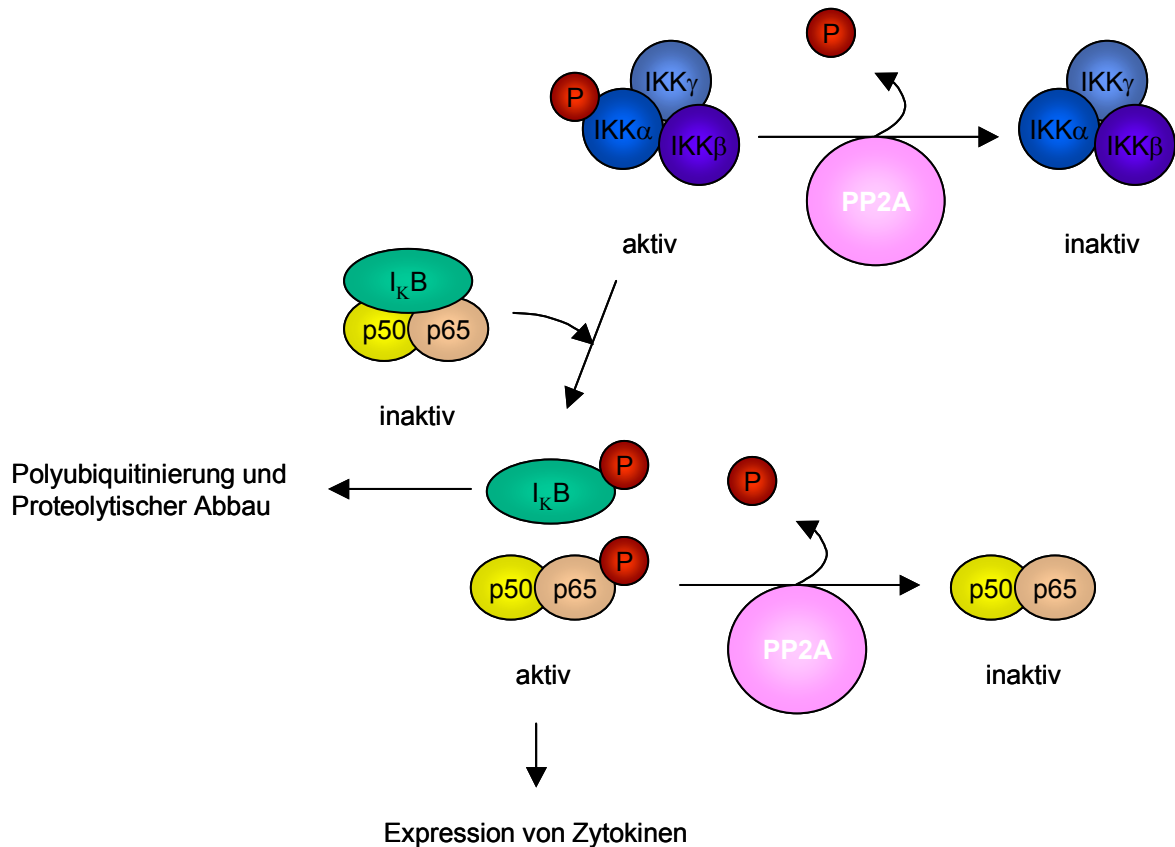 P
IKKγ
P
IKKα
IKKβ
PP2A
IKKγ
IKKα
IKKβ
aktiv
inaktiv
IκB
p50
p65
inaktiv
Polyubiquitinierung und
Proteolytischer Abbau
P
IκB
P
p50
p65
P
PP2A
p50
p65
aktiv
inaktiv
Expression von Zytokinen